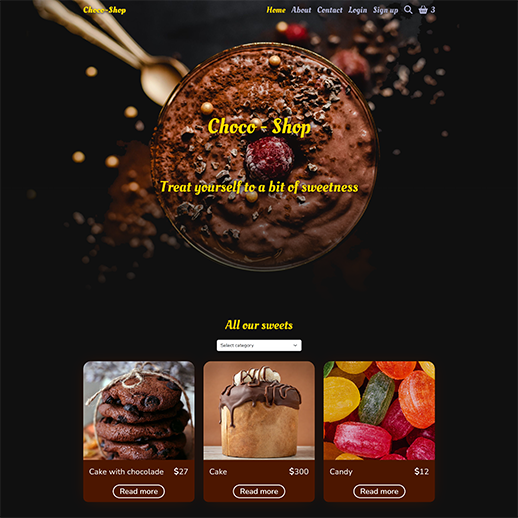 Choco-Shop Home About Contact Login Sign up 3
Choco - Shop
Treat yourself to a bit of sweetness
All our sweets
Select category
Cake with chocolade $27 Cake $300 Candy $12
Read more Read more Read more